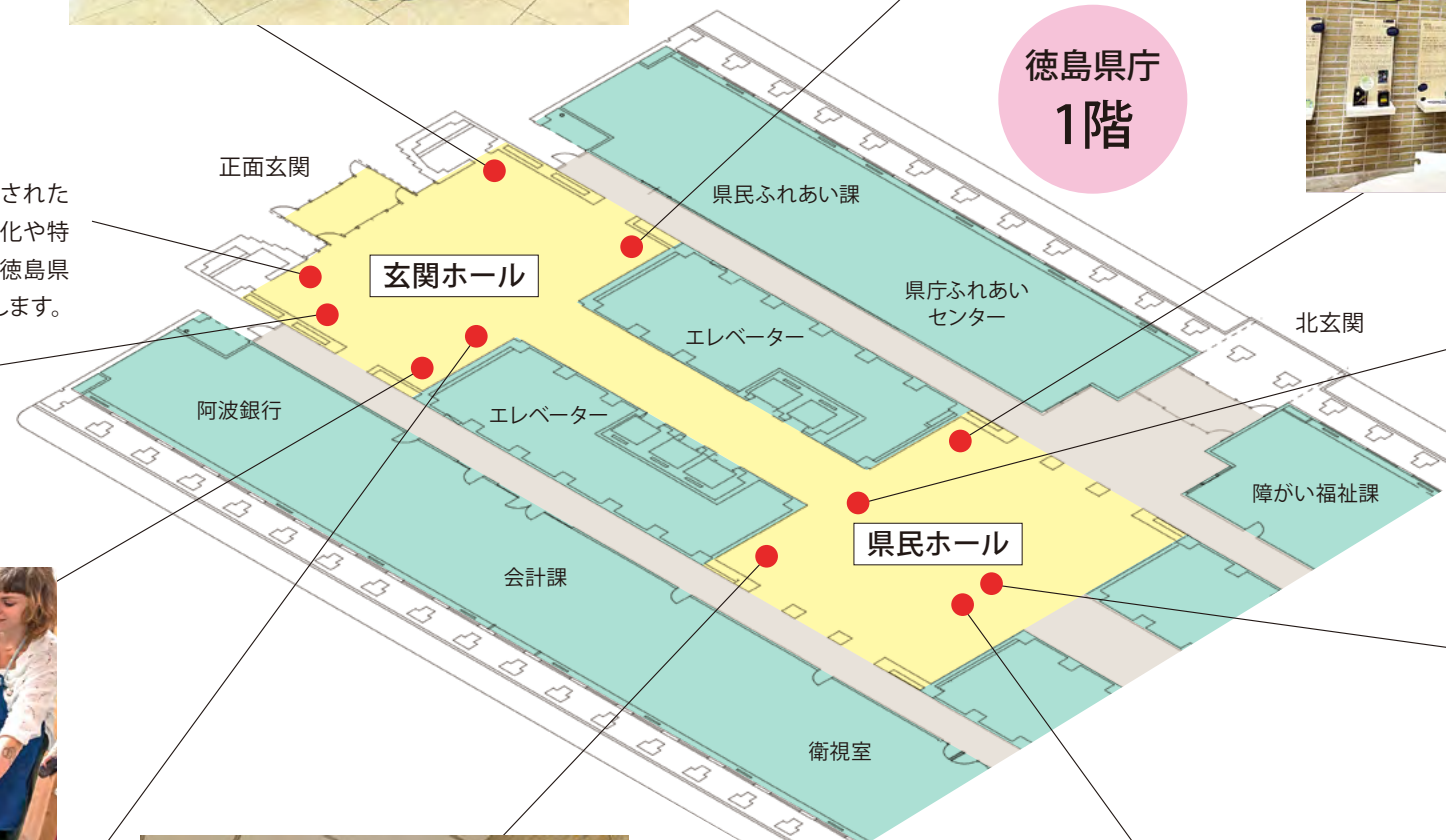 徳島県庁
1階
正面玄関
県民ふれあい課
された
化や特
徳島県
します。
玄関ホール
県庁ふれあい
センター
北玄関
エレベーター
阿波銀行
エレベーター
障がい福祉課
県民ホール
会計課
衛視室